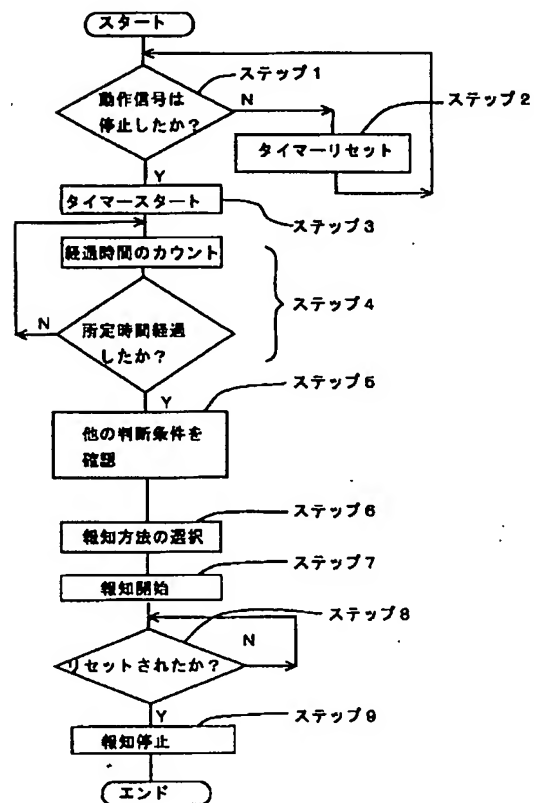 スタート
ステップ1
動作信号は
停止したか?
N
ステップ2
タイマーリセット
Y
タイマースタート
ステップ3
経過時間のカウント
ステップ4
N
所定時間経過
したか?
ステップ5
Y
他の判断条件を
確認
ステップ6
報知方法の選択
ステップ7
報知開始
ステップ8
N
リセットされたか?
ステップ9
Y
報知停止
エンド